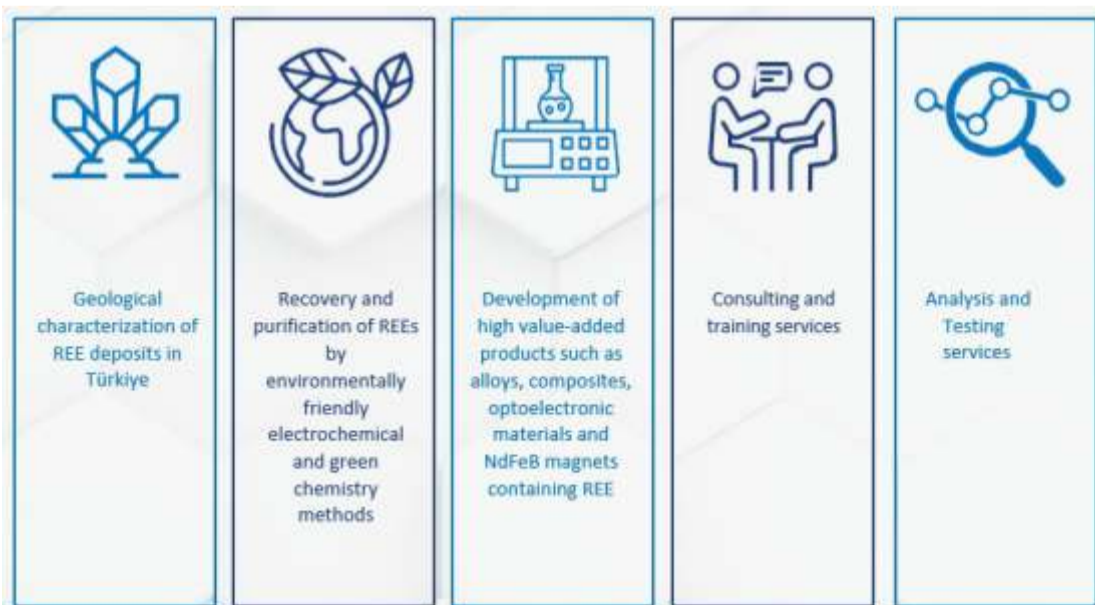 Geological
characterization of
REE deposits in
Türkiye
Recovery and
purification of REEs
by
environmentally
friendly
electrochemical
and green
chemistry
methods
Development of
high value-added
products such as
alloys, composites,
optoelectronic
materials and
NdFeB magnets
containing REE
Consulting and
training services
Analysis and
Testing
services